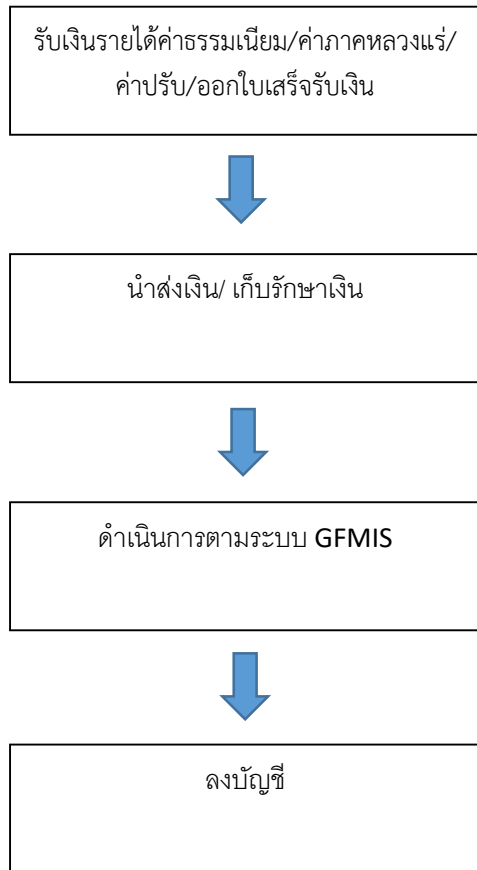 รับเงินรายได้ค่าธรรมเนียม/ค่าภาคหลวงแร่/
ค่าปรับ/ออกใบเสร็จรับเงิน
นำส่งเงิน/ เก็บรักษาเงิน
ดำเนินการตามระบบ GFMIS
ลงบัญชี